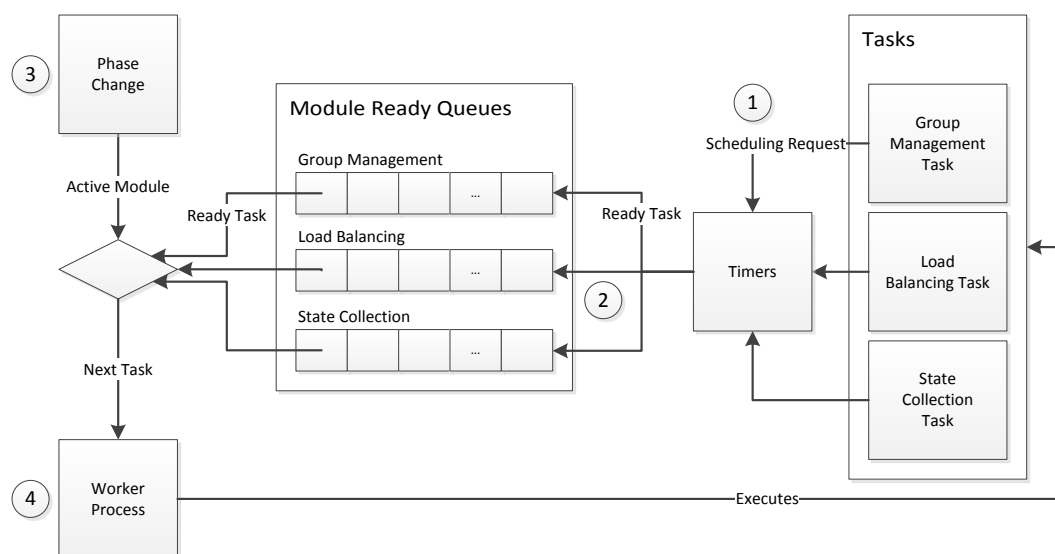 3
Phase
Change
Active Module
Module Ready Queues
Group Management
...
Ready Task
Load Balancing
...
State Collection
...
Ready Task
2
1
Scheduling Request
Timers
Tasks
Group
Management
Task
Load
Balancing Task
State
Collection
Task
Next Task
4
Worker
Process
Executes